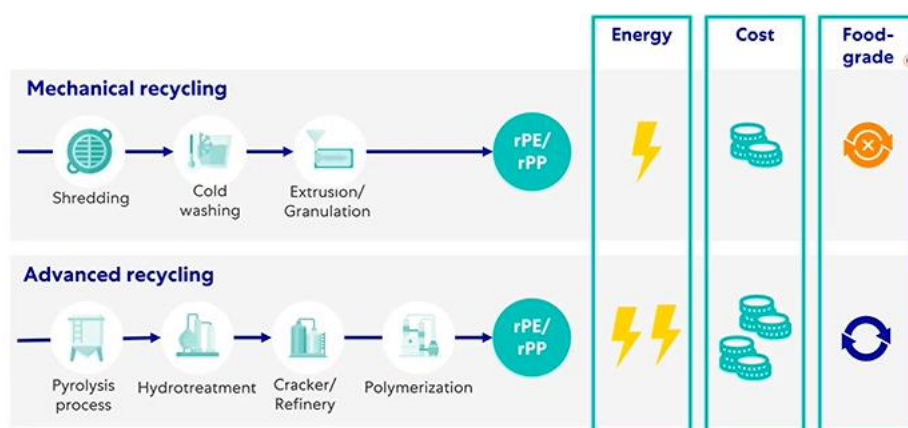 Energy
Cost
Food-
grade
Mechanical recycling
Shredding
Cold
washing
Extrusion/
Granulation
rPE/
rPP
Advanced recycling
Pyrolysis
process
Hydrotreatment
Cracker/
Refinery
Polymerization
rPE/
rPP